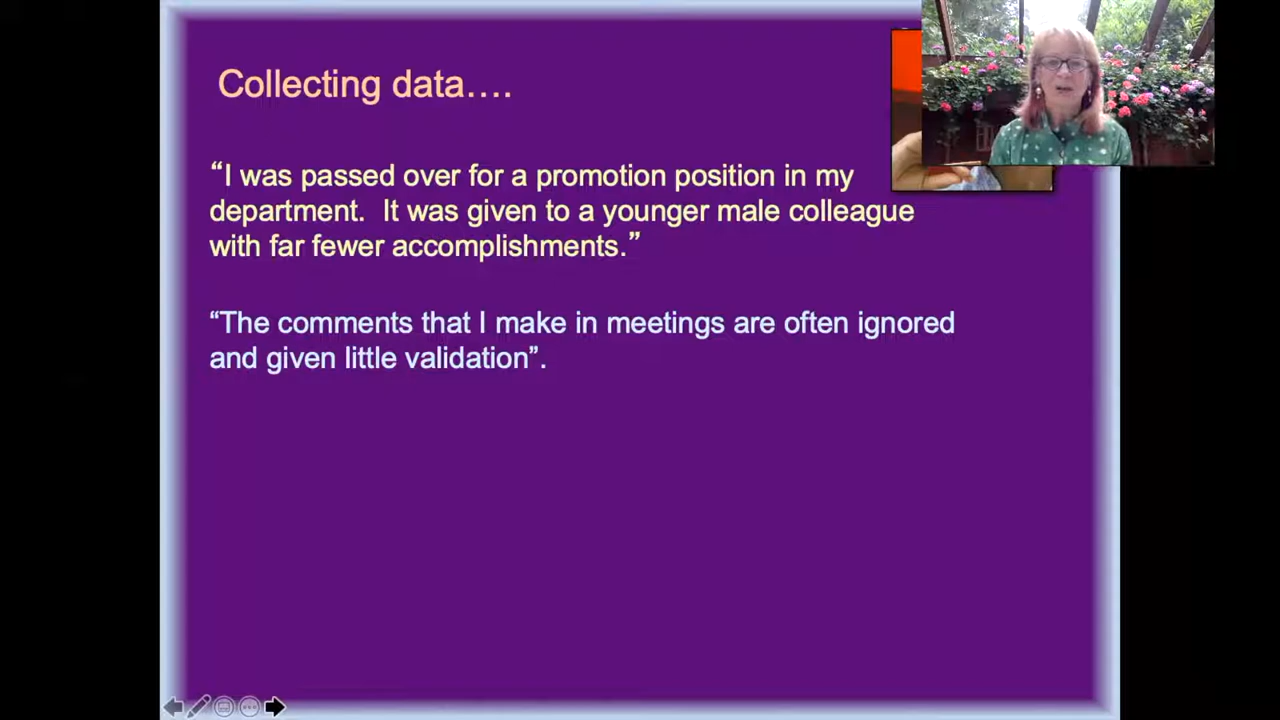 Collecting data….
“I was passed over for a promotion position in my
department.  It was given to a younger male colleague
with far fewer accomplishments.”
“The comments that I make in meetings are often ignored
and given little validation”.